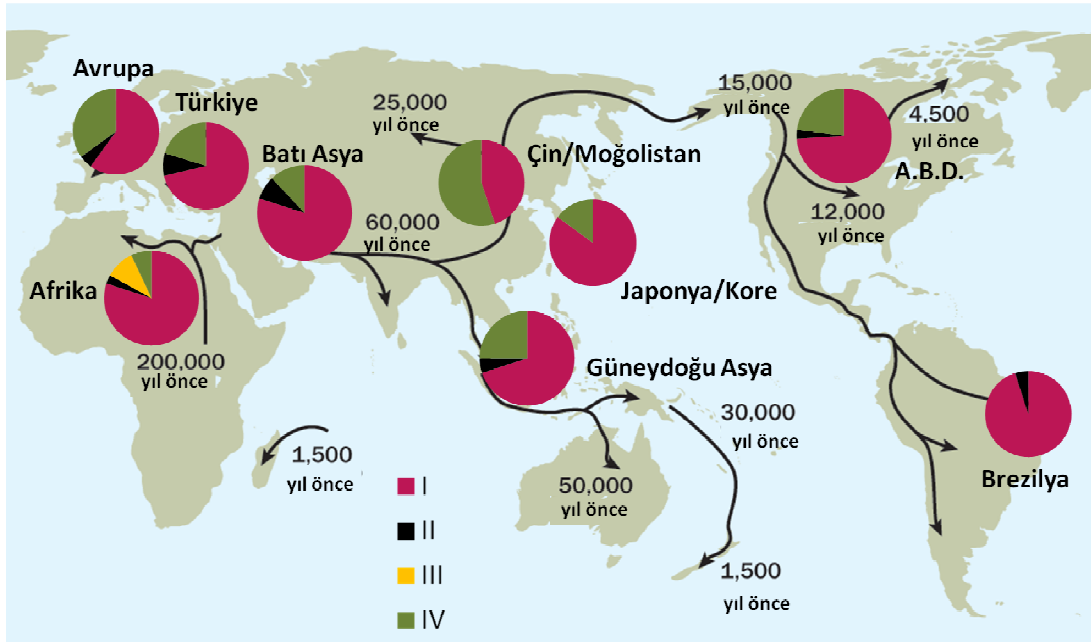 Avrupa
Türkiye
Batı Asya
25,000
yıl önce
Çin/Moğolistan
15,000
yıl önce
4,500
yıl önce
A.B.D.
60,000
yıl önce
12,000
yıl önce
Afrika
Japonya/Kore
200,000
yıl önce
Güneydoğu Asya
30,000
yıl önce
1,500
yıl önce
50,000
yıl önce
Brezilya
1,500
yıl önce
I
II
III
IV